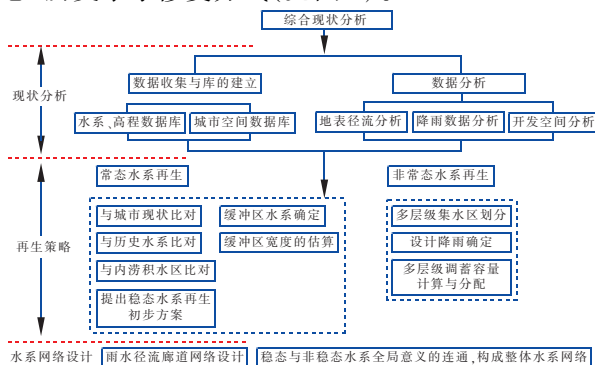 综合现状分析
数据收集与库的建立
数据分析
现状分析
水系、高程数据库
城市空间数据库
地表径流分析
降雨数据分析
开发空间分析
常态水系再生
非常态水系再生
与城市现状比对
缓冲区水系确定
多层级集水区划分
与历史水系比对
缓冲区宽度的估算
设计降雨确定
再生策略
与内涝积水区比对
多层级调蓄容量
计算与分配
提出稳态水系再生
初步方案
水系网络设计
雨水径流廊道网络设计
稳态与非稳态水系全局意义的连通,构成整体水系网络